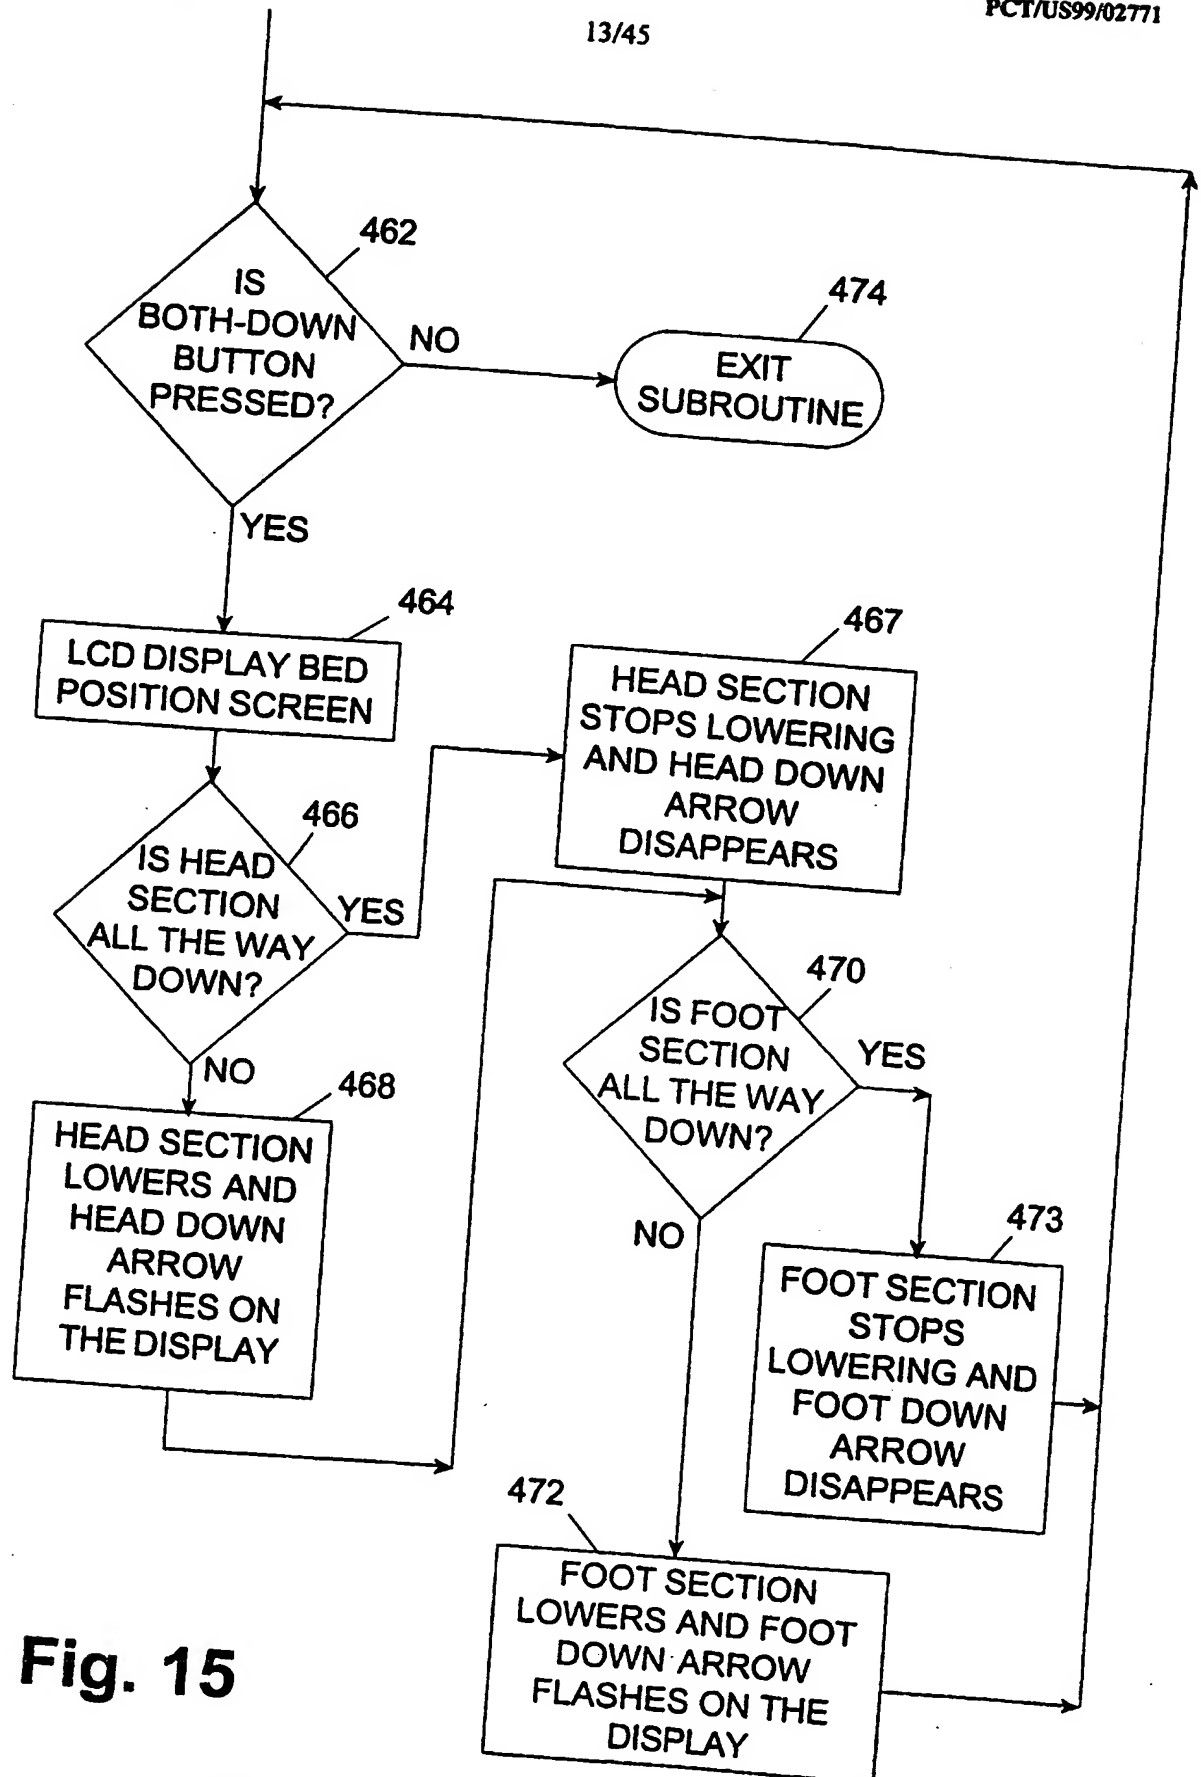 PCT/US99/02771
13/45
462
IS
BOTH-DOWN
BUTTON
PRESSED?
NO
474
EXIT
SUBROUTINE
YES
464
LCD DISPLAY BED
POSITION SCREEN
467
HEAD SECTION
STOPS LOWERING
AND HEAD DOWN
ARROW
DISAPPEARS
466
IS HEAD
SECTION
ALL THE WAY
DOWN?
YES
NO
468
HEAD SECTION
LOWERS AND
HEAD DOWN
ARROW
FLASHES ON
THE DISPLAY
470
IS FOOT
SECTION
ALL THE WAY
DOWN?
YES
NO
473
FOOT SECTION
STOPS
LOWERING AND
FOOT DOWN
ARROW
DISAPPEARS
472
FOOT SECTION
LOWERS AND FOOT
DOWN ARROW
FLASHES ON THE
DISPLAY
Fig. 15